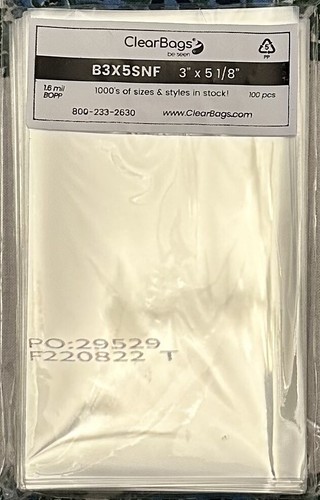 ClearBags®
be seen
5
PP
B3X5SNF 3" x 5 1/8"
1.6 mil
BOPP
1000's of sizes & styles in stock!
100 pcs
800-233-2630 www.ClearBags.com
PO:29529
F220822 T